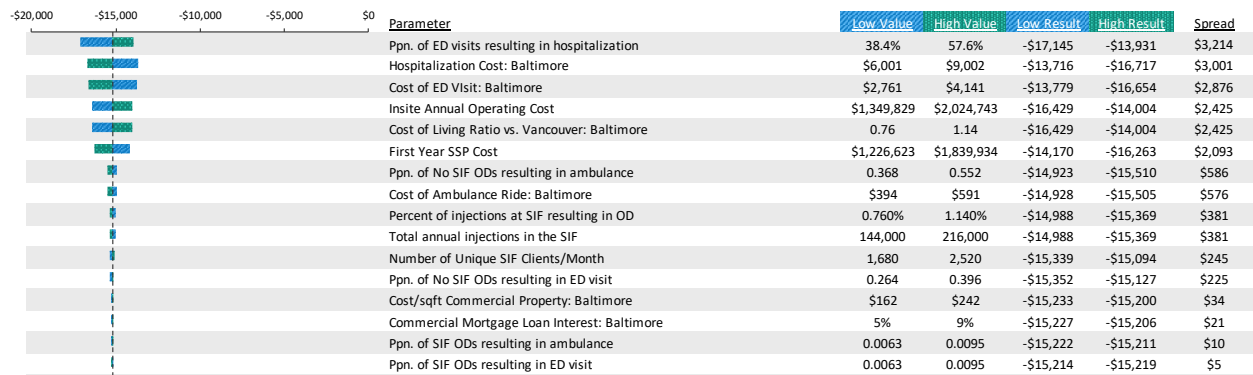 -$20,000 -$15,000 -$10,000 -$5,000 $0
Parameter Low Value High Value Low Result High Result Spread
Ppn. of ED visits resulting in hospitalization 38.4% 57.6% -$17,145 -$13,931 $3,214
Hospitalization Cost: Baltimore $6,001 $9,002 -$13,716 -$16,717 $3,001
Cost of ED VIsit: Baltimore $2,761 $4,141 -$13,779 -$16,654 $2,876
Insite Annual Operating Cost $1,349,829 $2,024,743 -$16,429 -$14,004 $2,425
Cost of Living Ratio vs. Vancouver: Baltimore 0.76 1.14 -$16,429 -$14,004 $2,425
First Year SSP Cost $1,226,623 $1,839,934 -$14,170 -$16,263 $2,093
Ppn. of No SIF ODs resulting in ambulance 0.368 0.552 -$14,923 -$15,510 $586
Cost of Ambulance Ride: Baltimore $394 $591 -$14,928 -$15,505 $576
Percent of injections at SIF resulting in OD 0.760% 1.140% -$14,988 -$15,369 $381
Total annual injections in the SIF 144,000 216,000 -$14,988 -$15,369 $381
Number of Unique SIF Clients/Month 1,680 2,520 -$15,339 -$15,094 $245
Ppn. of No SIF ODs resulting in ED visit 0.264 0.396 -$15,352 -$15,127 $225
Cost/sqft Commercial Property: Baltimore $162 $242 -$15,233 -$15,200 $34
Commercial Mortgage Loan Interest: Baltimore 5% 9% -$15,227 -$15,206 $21
Ppn. of SIF ODs resulting in ambulance 0.0063 0.0095 -$15,222 -$15,211 $10
Ppn. of SIF ODs resulting in ED visit 0.0063 0.0095 -$15,214 -$15,219 $5